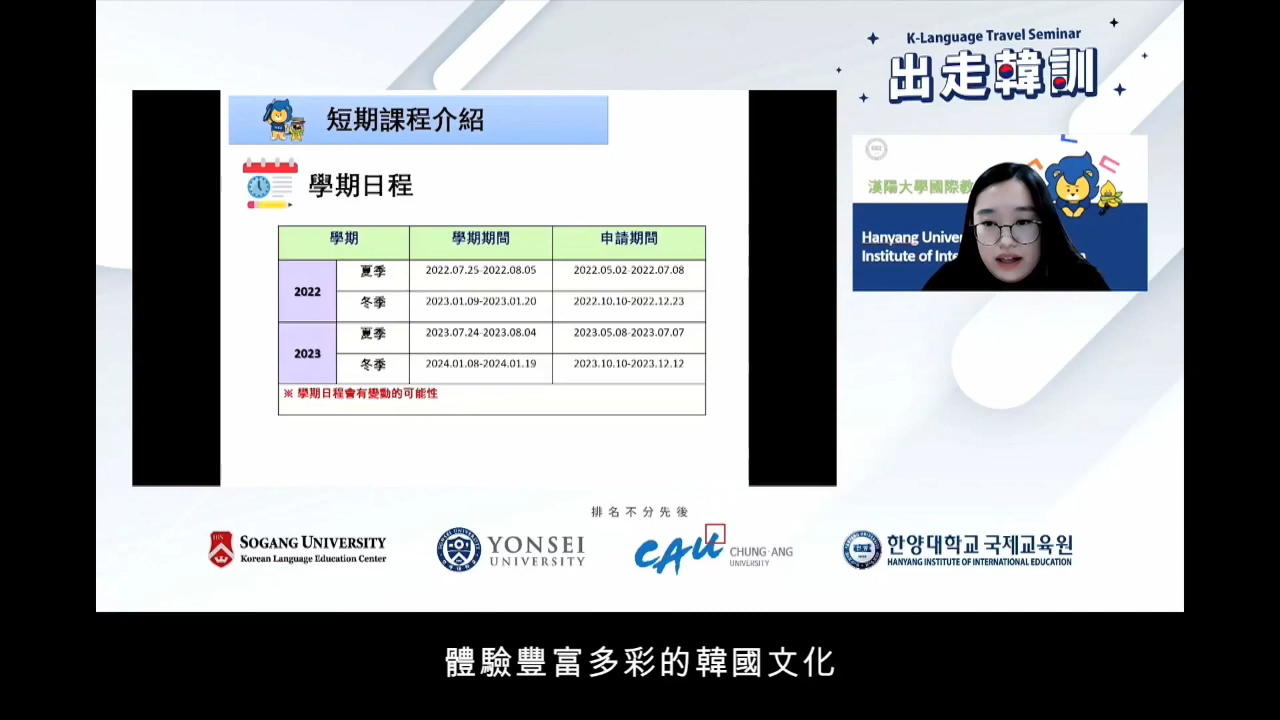 K-Language Travel Seminar
出走韓訓
短期課程介紹
學期日程
學期 學期期間 申請期間
2022 夏季 2022.07.25-2022.08.05 2022.05.02-2022.07.08
冬季 2023.01.09-2023.01.20 2022.10.10-2022.12.23
2023 夏季 2023.07.24-2023.08.04 2023.05.08-2023.07.07
冬季 2024.01.08-2024.01.19 2023.10.10-2023.12.12
※ 學期日程會有變動的可能性
漢陽大學國際教
Hanyang Univer
Institute of Inte
排名不分先後
SOGANG UNIVERSITY
Korean Language Education Center
YONSEI
UNIVERSITY
CAU
CHUNG-ANG
UNIVERSITY
한양대학교 국제교육원
HANYANG INSTITUTE OF INTERNATIONAL EDUCATION
體驗豐富多彩的韓國文化